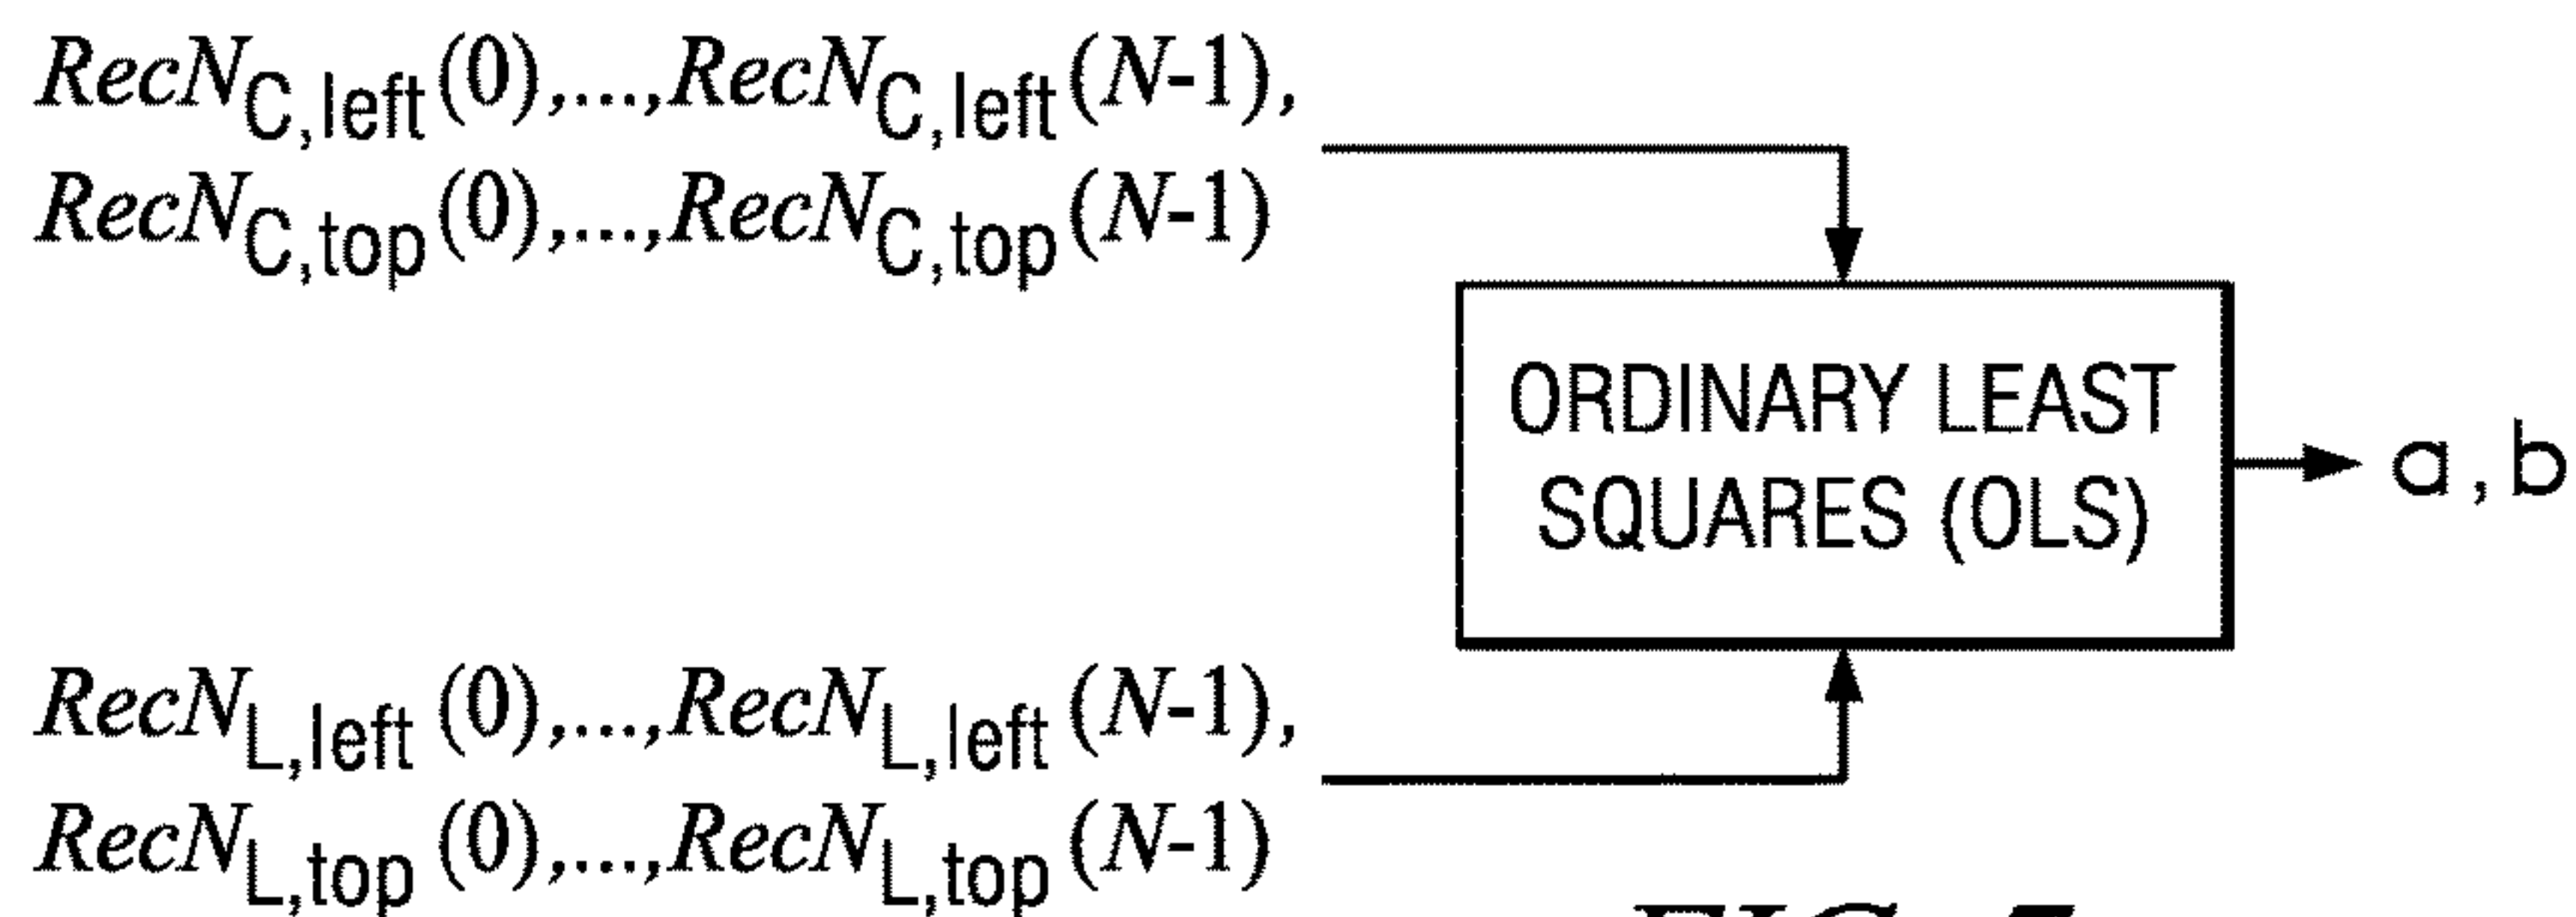 RecN_C,left(0),...,RecN_C,left(N-1),
RecN_C,top(0),...,RecN_C,top(N-1)
ORDINARY LEAST
SQUARES (OLS)
a,b
RecN_L,left(0),...,RecN_L,left(N-1),
RecN_L,top(0),...,RecN_L,top(N-1)